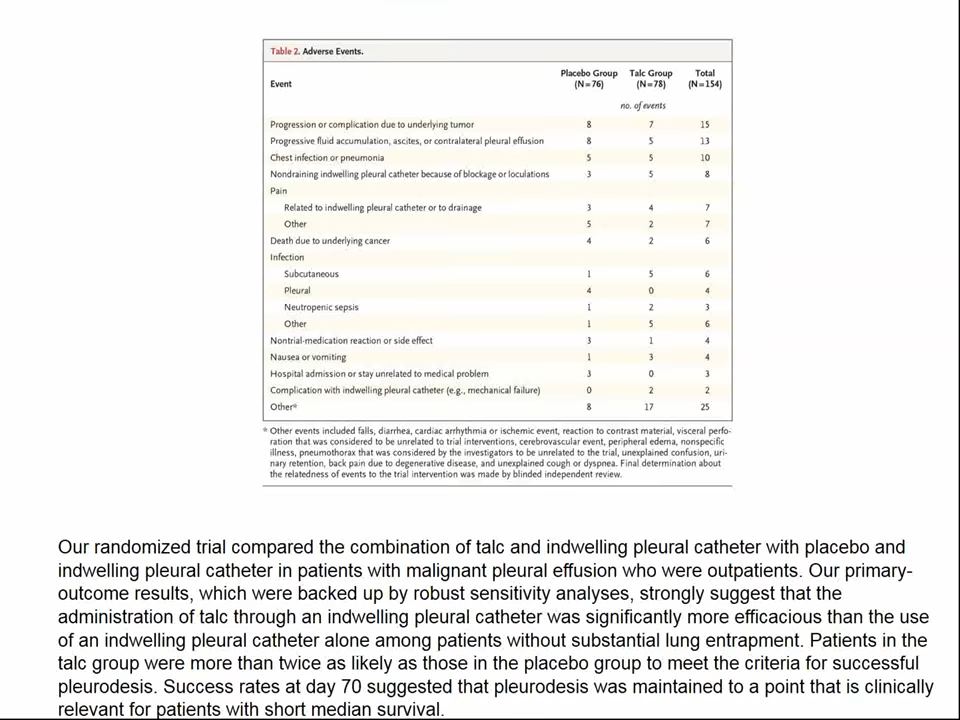 Table 2. Adverse Events.
Event Placebo Group (N=76) Talc Group (N=78) Total (N=154)
no. of events
Progression or complication due to underlying tumor 8 7 15
Progressive fluid accumulation, ascites, or contralateral pleural effusion 8 5 13
Chest infection or pneumonia 5 5 10
Nondraining indwelling pleural catheter because of blockage or loculations 3 5 8
Pain
Related to indwelling pleural catheter or to drainage 3 4 7
Other 5 2 7
Death due to underlying cancer 4 2 6
Infection
Subcutaneous 1 5 6
Pleural 4 0 4
Neutropenic sepsis 1 2 3
Other 1 5 6
Nontrial-medication reaction or side effect 3 1 4
Nausea or vomiting 1 3 4
Hospital admission or stay unrelated to medical problem 3 0 3
Complication with indwelling pleural catheter (e.g., mechanical failure) 0 2 2
Other* 8 17 25
* Other events included falls, diarrhea, cardiac arrhythmia or ischemic event, reaction to contrast material, visceral perfo-
ration that was considered to be unrelated to trial interventions, cerebrovascular event, peripheral edema, nonspecific
illness, pneumothorax that was considered by the investigators to be unrelated to the trial, unexplained confusion, uri-
nary retention, back pain due to degenerative disease, and unexplained cough or dyspnea. Final determination about
the relatedness of events to the trial intervention was made by blinded independent review.
Our randomized trial compared the combination of talc and indwelling pleural catheter with placebo and
indwelling pleural catheter in patients with malignant pleural effusion who were outpatients. Our primary-
outcome results, which were backed up by robust sensitivity analyses, strongly suggest that the
administration of talc through an indwelling pleural catheter was significantly more efficacious than the use
of an indwelling pleural catheter alone among patients without substantial lung entrapment. Patients in the
talc group were more than twice as likely as those in the placebo group to meet the criteria for successful
pleurodesis. Success rates at day 70 suggested that pleurodesis was maintained to a point that is clinically
relevant for patients with short median survival.